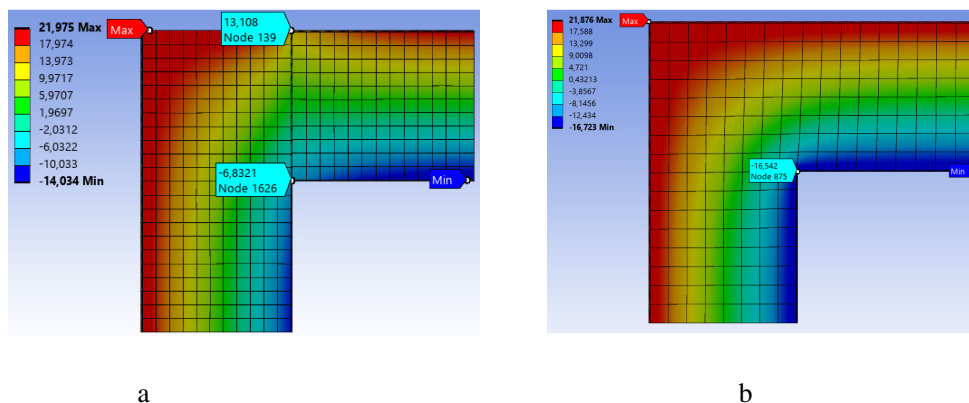 21,975 Max
17,974
13,973
9,9717
5,9707
1,9697
-2,0312
-6,0322
-10,033
-14,034 Min
Max
13,108
Node 139
-6,8321
Node 1626
Min
21,876 Max
17,588
13,299
9,0098
4,721
0,43213
-3,8567
-8,1456
-12,434
-16,723 Min
Max
-16,542
Node 875
Min
a
b